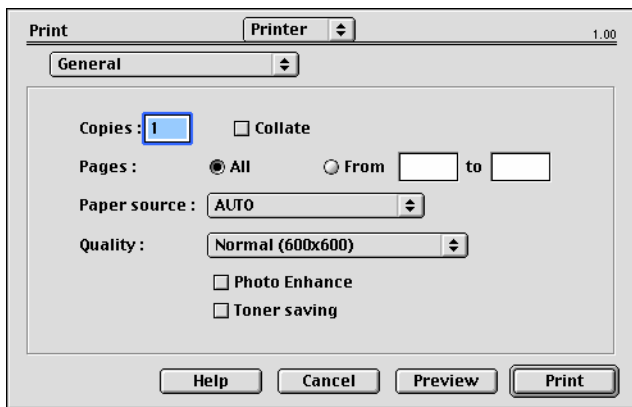 Print Printer 1.00
General
Copies : 1 Collate
Pages : All From to
Paper source : AUTO
Quality : Normal (600x600)
Photo Enhance
Toner saving
Help Cancel Preview Print